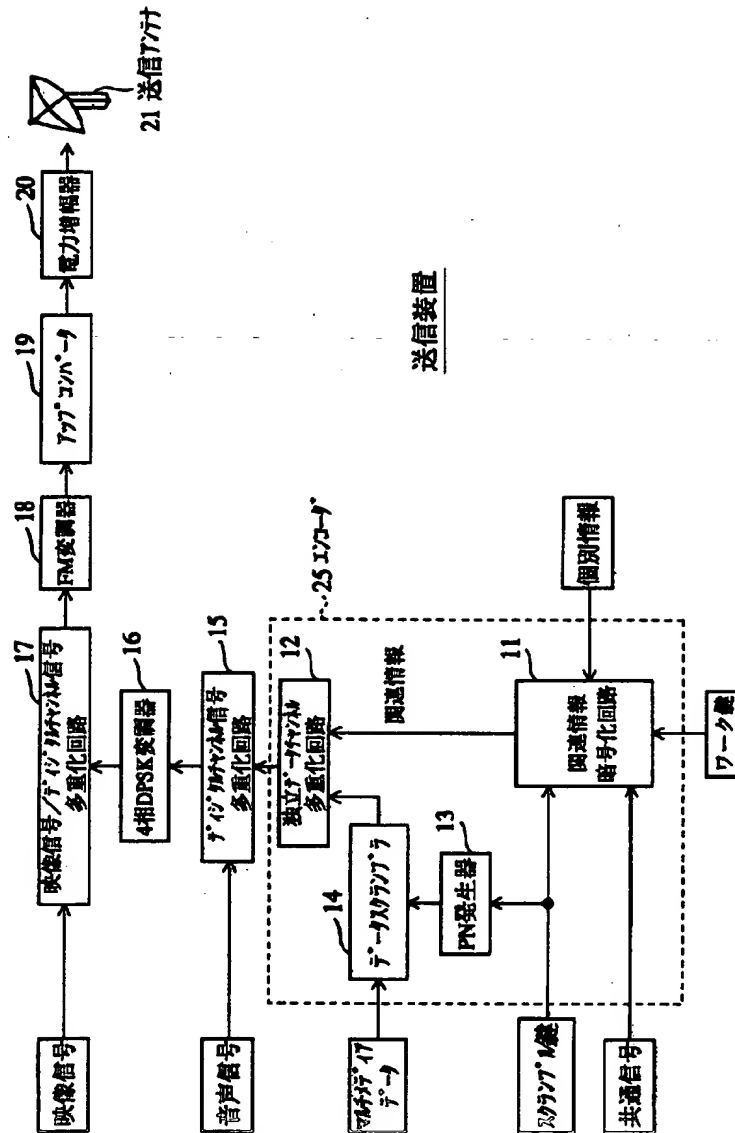 映像信号
17
映像信号/ディジタルチャンネル信号
多重化回路
18
FM変調器
19
アップコンバータ
20
電力増幅器
21 送信アンテナ
16
4相DPSK変調器
音声信号
15
ディジタルチャンネル信号
多重化回路
25 エンコーダ
12
独立データチャンネル
多重化回路
関連情報
マルチメディア
データ
14
データスクランブラ
13
PN発生器
11
関連情報
暗号化回路
個別情報
スクランブル鍵
共通信号
ワーク鍵
送信装置